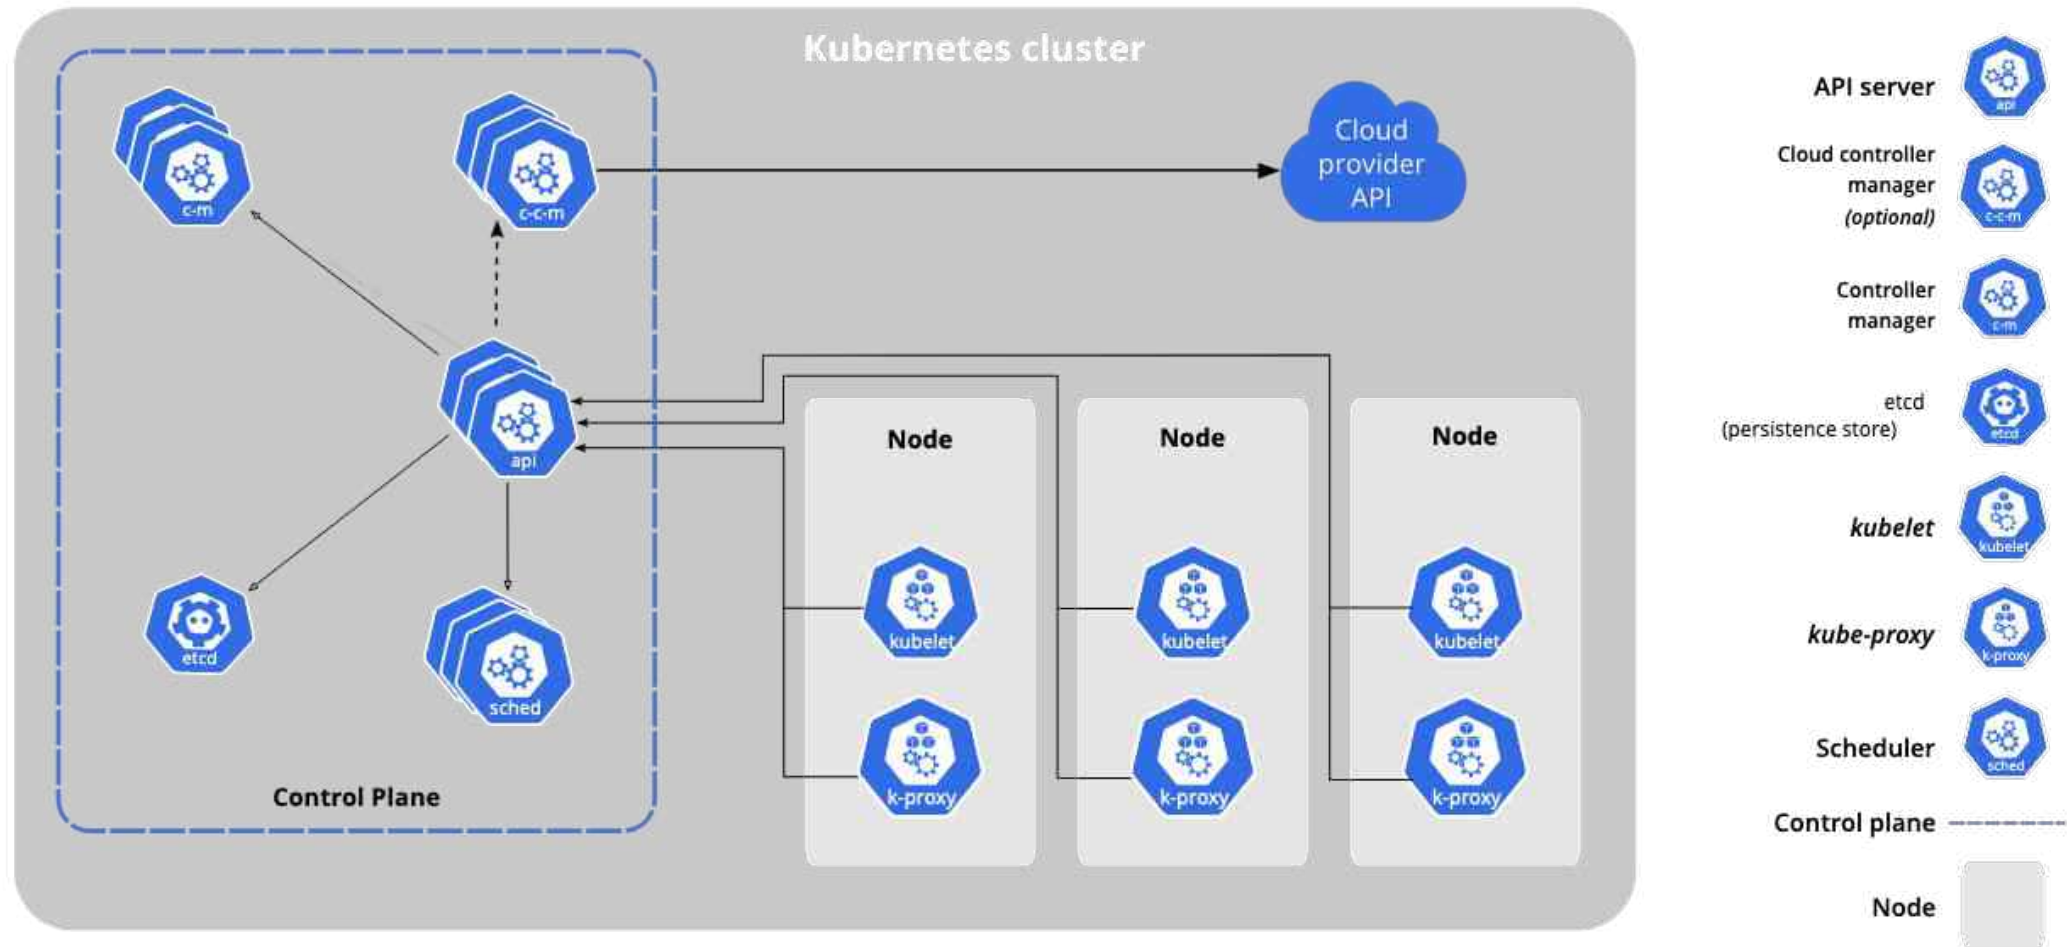 Kubernetes cluster
c-m
c-c-m
Cloud
provider
API
api
etcd
sched
Control Plane
Node
kubelet
k-proxy
Node
kubelet
k-proxy
Node
kubelet
k-proxy
API server
api
Cloud controller
manager
(optional)
c-c-m
Controller
manager
c-m
etcd
(persistence store)
etcd
kubelet
kubelet
kube-proxy
k-proxy
Scheduler
sched
Control plane
Node